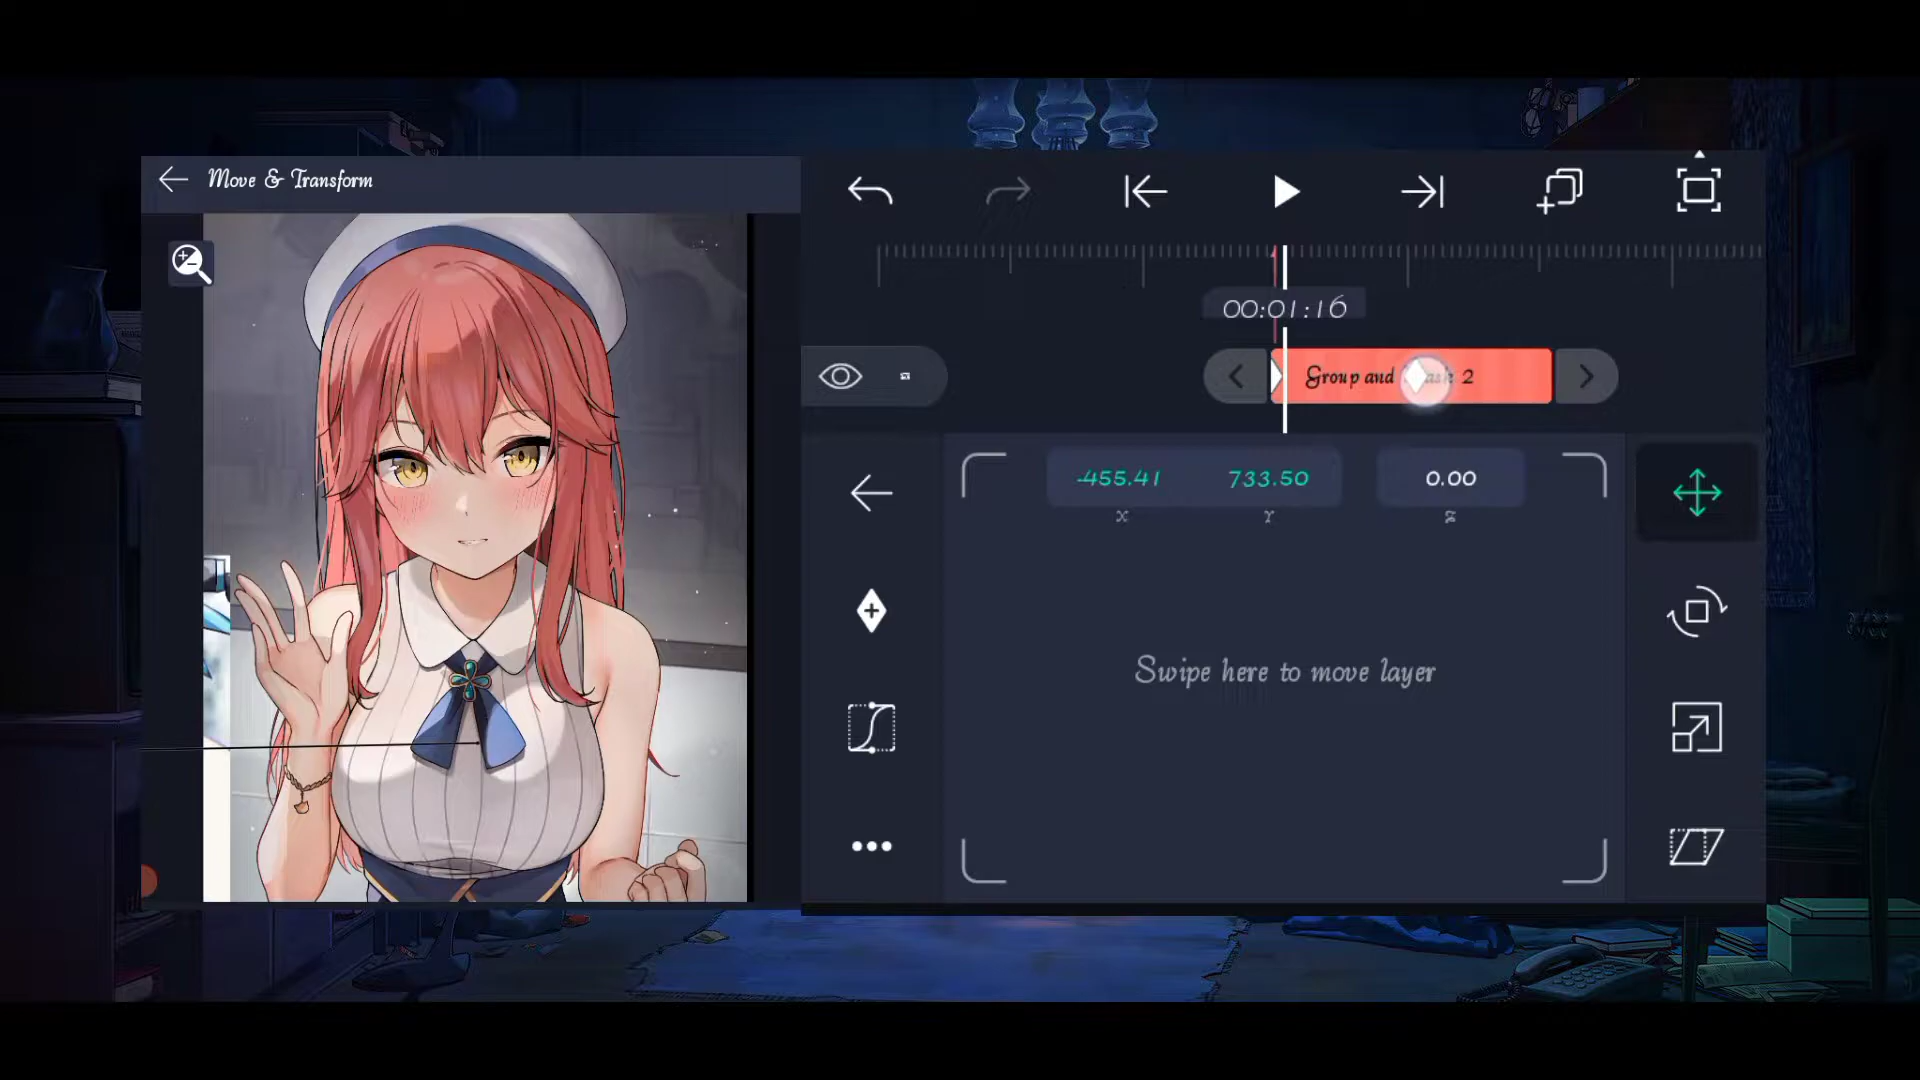 Move & Transform
00:01:16
Group and Mask 2
-455.41 733.50 0.00
X Y Z
Swipe here to move layer